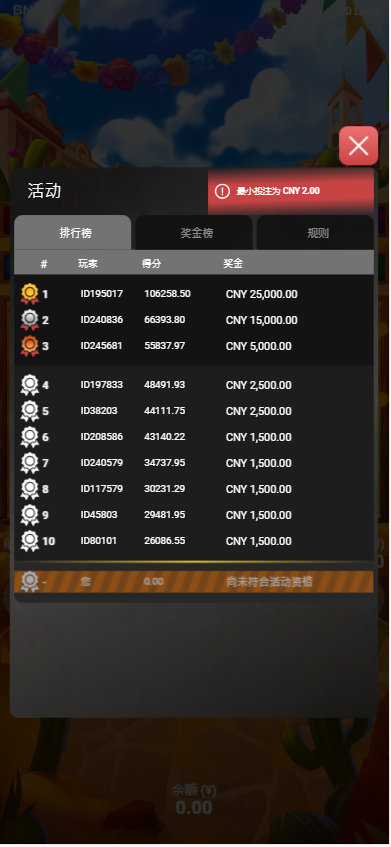 活动
最小投注为 CNY 2.00
排行榜 奖金榜 规则
# 玩家 得分 奖金
1 ID195017 106258.50 CNY 25,000.00
2 ID240836 66393.80 CNY 15,000.00
3 ID245681 55837.97 CNY 5,000.00
4 ID197833 48491.93 CNY 2,500.00
5 ID38203 44111.75 CNY 2,500.00
6 ID208586 43140.22 CNY 1,500.00
7 ID240579 34737.95 CNY 1,500.00
8 ID117579 30231.29 CNY 1,500.00
9 ID45803 29481.95 CNY 1,500.00
10 ID80101 26086.55 CNY 1,500.00
- 您 0.00 尚未符合活动资格
余额 (¥)
0.00